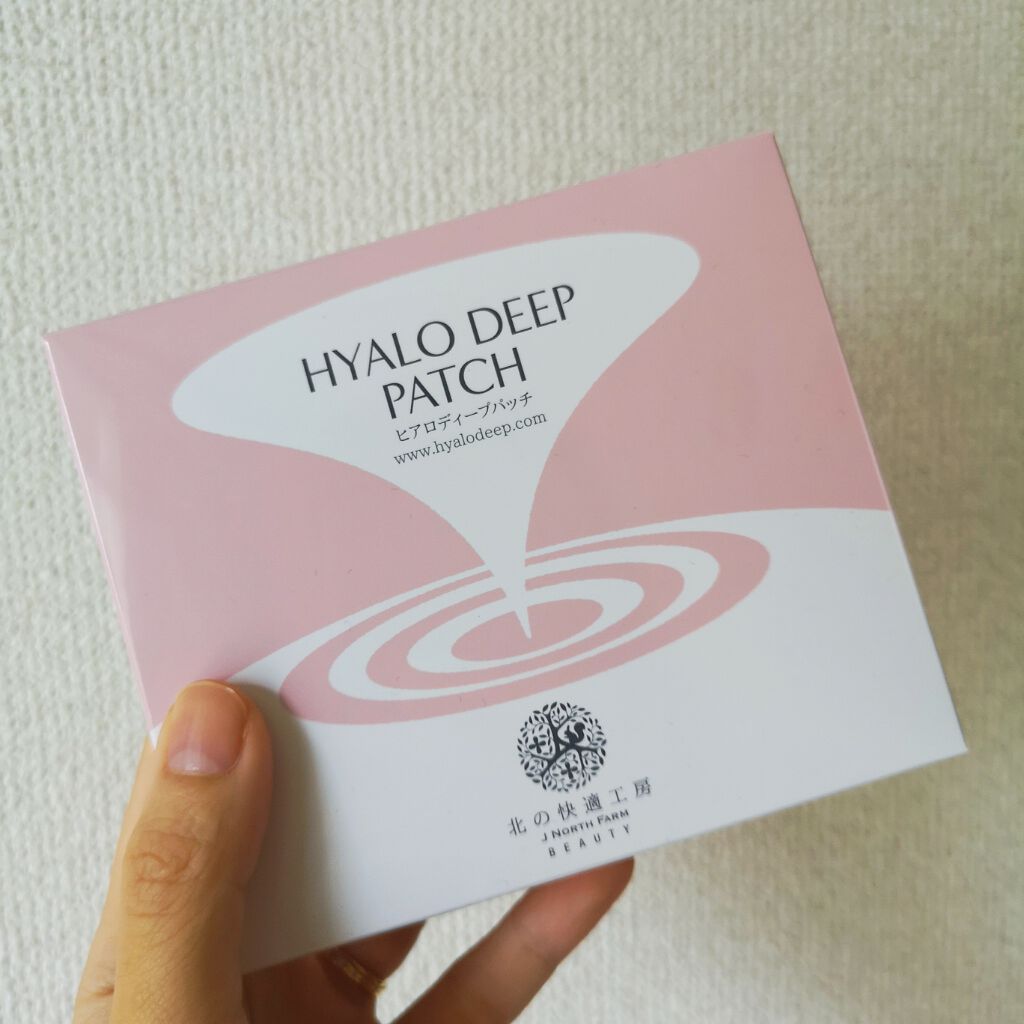 HYALO DEEP
PATCH
ヒアロディープパッチ
www.hyalodeep.com
北の快適工房
J NORTH FARM
BEAUTY